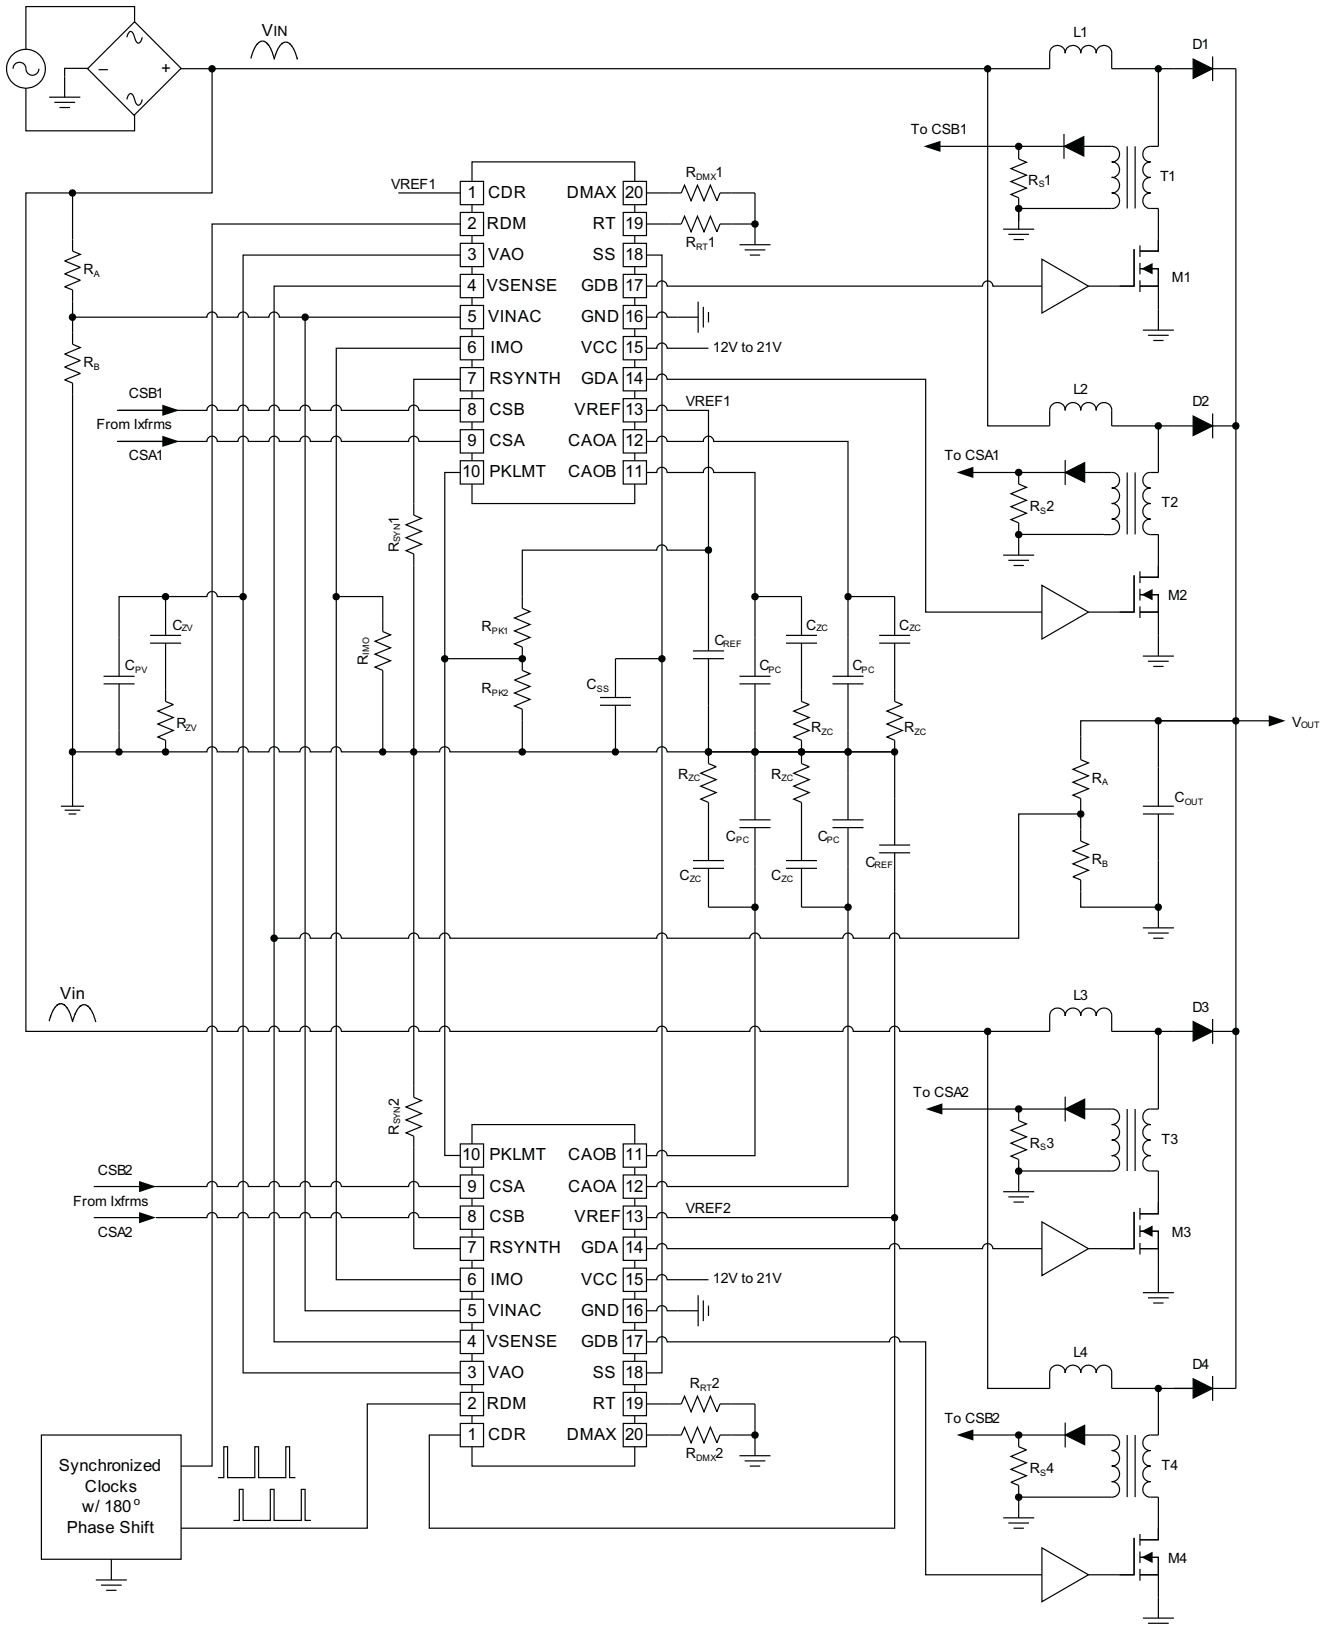 VIN
L1
D1
To CSB1
RS1
T1
M1
VREF1
1 CDR DMAX 20
2 RDM RT 19
3 VAO SS 18
4 VSENSE GDB 17
5 VINAC GND 16
6 IMO VCC 15
7 RSYNTH GDA 14
8 CSB VREF 13
9 CSA CAOA 12
10 PKLMT CAOB 11
RDMX1
RRT1
12V to 21V
VREF1
RA
RB
CSB1
From Ixfrms
CSA1
L2
D2
To CSA1
RS2
T2
M2
RSYN1
CZV
CPV
RZV
RIMO
RPK1
RPK2
CSS
CREF
CPC
CZC
RZC
CPC
CZC
RZC
VOUT
RA
RB
COUT
RZC
CPC
CZC
RZC
CPC
CZC
CREF
Vin
L3
D3
To CSA2
RS3
T3
M3
RSYN2
CSB2
From Ixfrms
CSA2
10 PKLMT CAOB 11
9 CSA CAOA 12
8 CSB VREF 13
7 RSYNTH GDA 14
6 IMO VCC 15
5 VINAC GND 16
4 VSENSE GDB 17
3 VAO SS 18
2 RDM RT 19
1 CDR DMAX 20
VREF2
12V to 21V
RRT2
RDMX2
L4
D4
To CSB2
RS4
T4
M4
Synchronized
Clocks
w/ 180°
Phase Shift